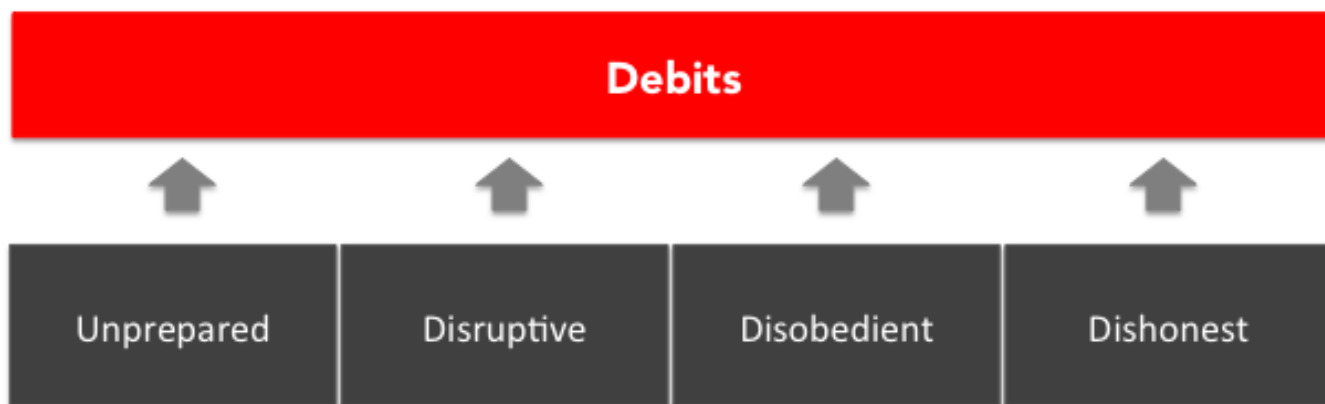 Debits
Unprepared
Disruptive
Disobedient
Dishonest